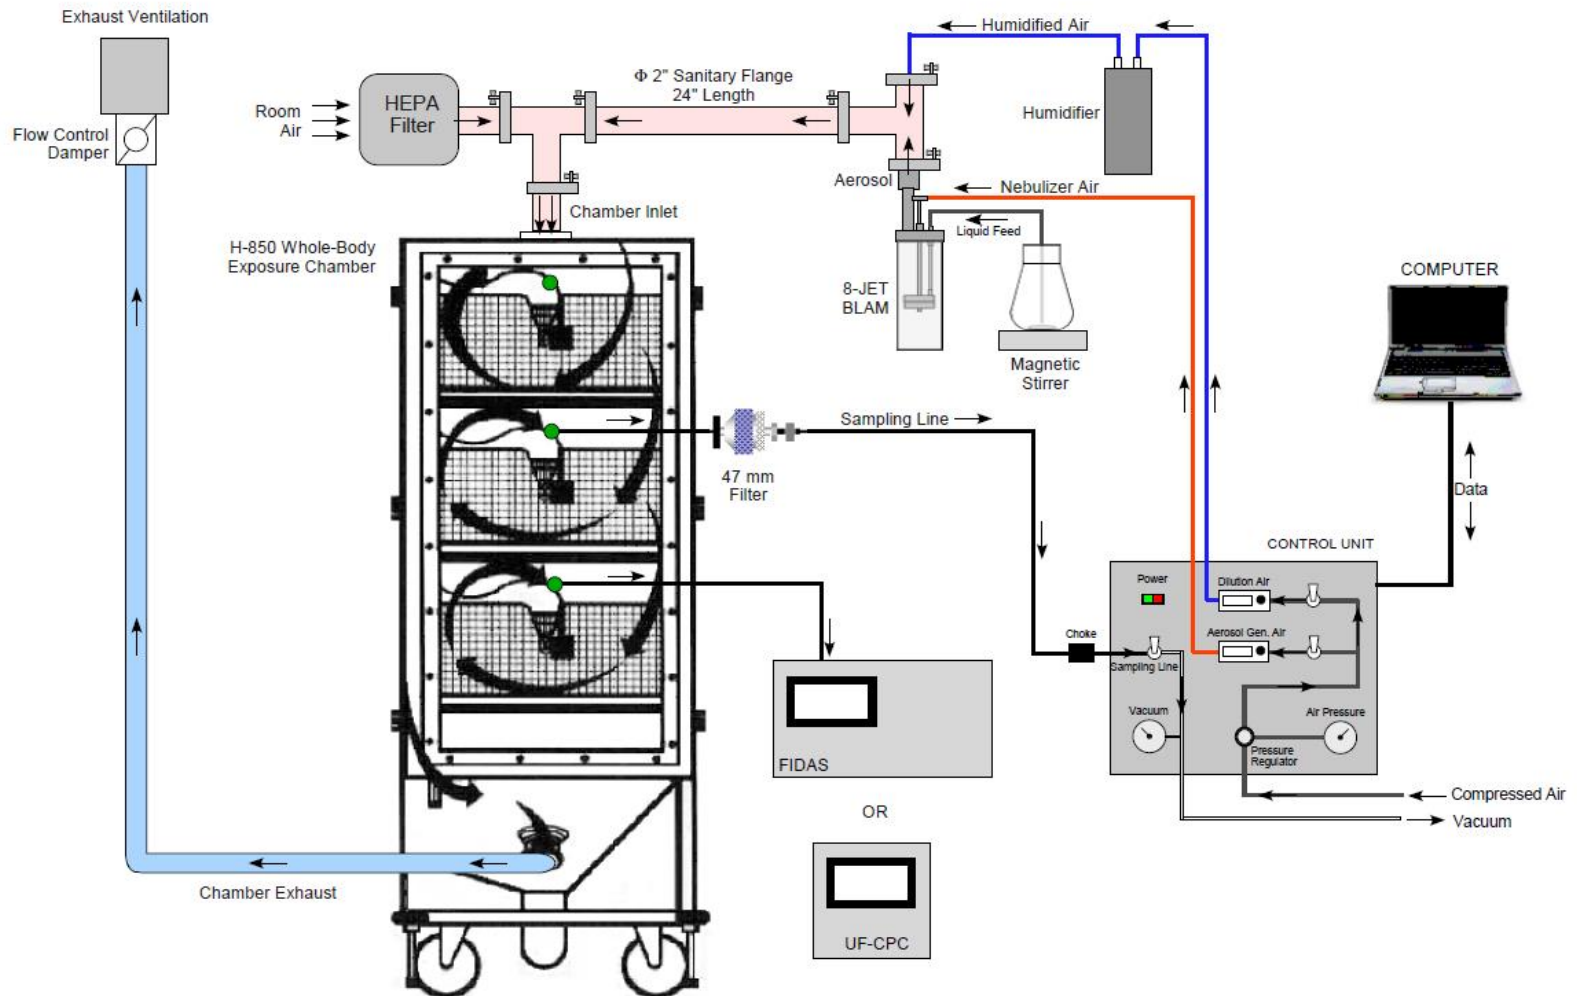 Exhaust Ventilation
Flow Control
Damper
Room
Air
HEPA
Filter
Φ 2" Sanitary Flange
24" Length
Humidified Air
Humidifier
Aerosol
Nebulizer Air
Chamber Inlet
Liquid Feed
H-850 Whole-Body
Exposure Chamber
8-JET
BLAM
Magnetic
Stirrer
COMPUTER
Sampling Line
47 mm
Filter
Data
CONTROL UNIT
Power
Dilution Air
Choke
Aerosol Gen. Air
Sampling Line
Vacuum
Air Pressure
Pressure
Regulator
FIDAS
Compressed Air
Vacuum
OR
Chamber Exhaust
UF-CPC